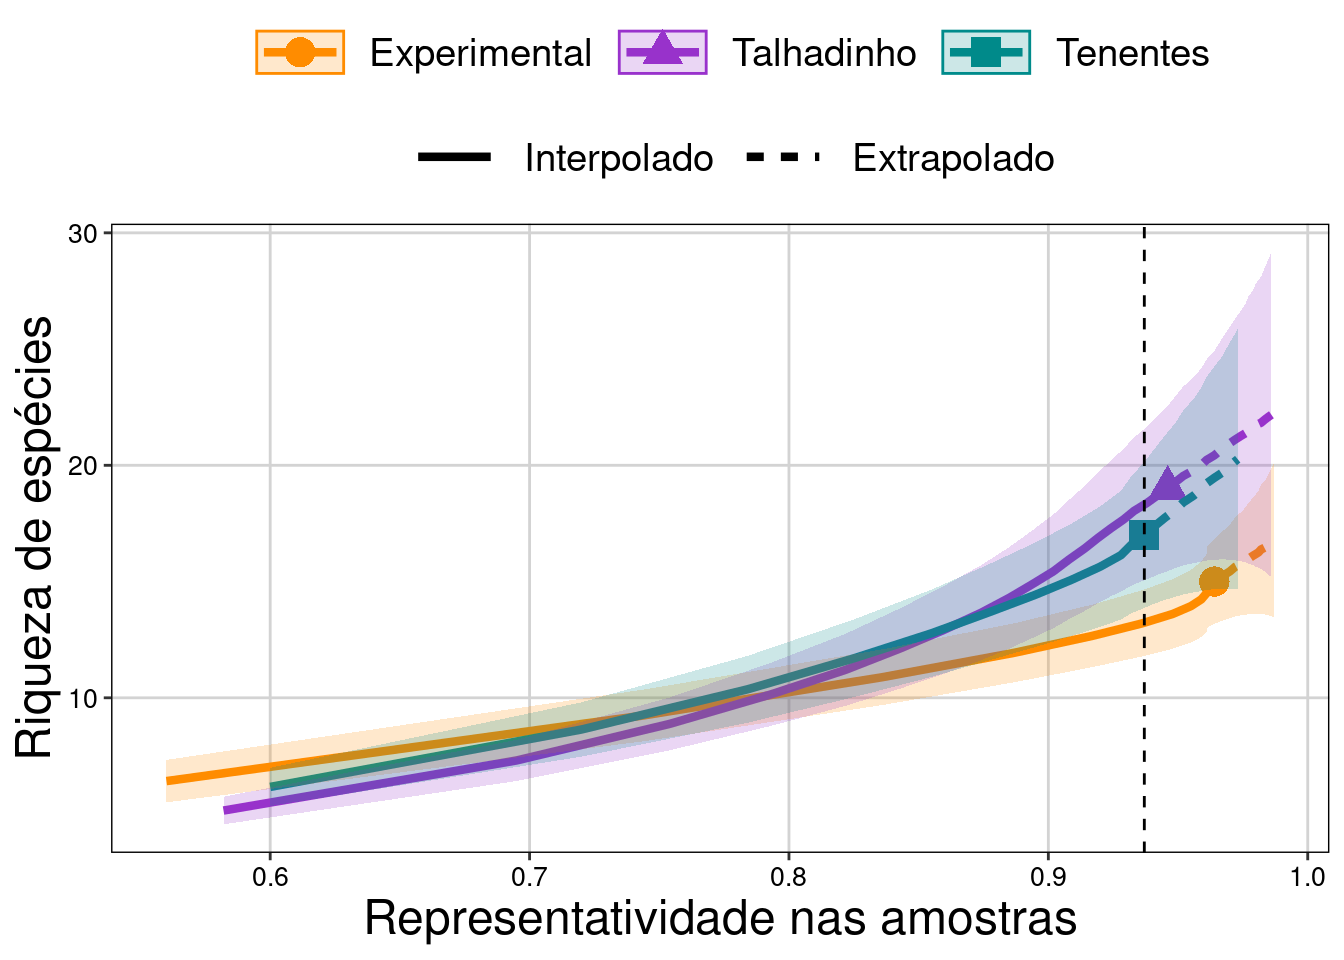 Experimental Talhadinho Tenentes
Interpolado Extrapolado
30
20
10
Riqueza de espécies
0.6 0.7 0.8 0.9 1.0
Representatividade nas amostras